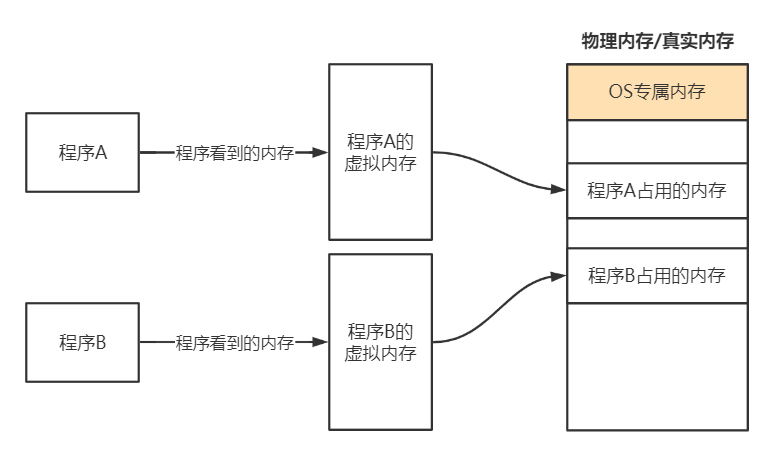 物理内存/真实内存
OS专属内存
程序A
程序看到的内存
程序A的
虚拟内存
程序A占用的内存
程序B占用的内存
程序B
程序看到的内存
程序B的
虚拟内存